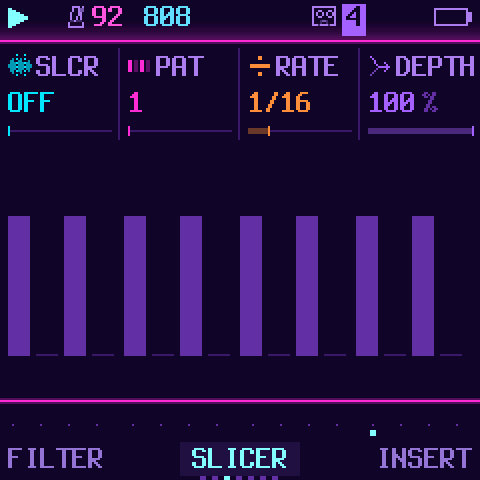 92 808 4
SLCR PAT ÷ RATE DEPTH
OFF 1 1/16 100 %
FILTER SLICER INSERT